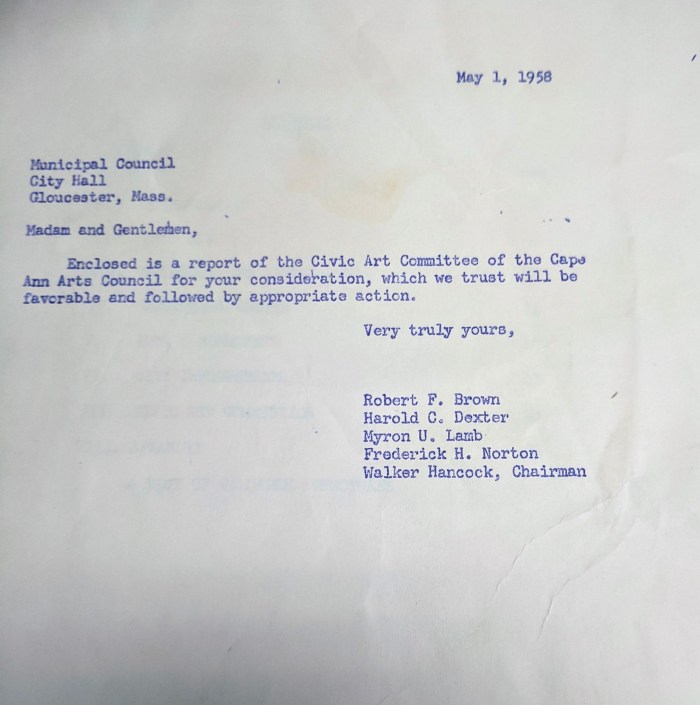 May 1, 1958
Municipal Council
City Hall
Gloucester, Mass.
Madam and Gentlemen,
Enclosed is a report of the Civic Art Committee of the Cape
Ann Arts Council for your consideration, which we trust will be
favorable and followed by appropriate action.
Very truly yours,
Robert F. Brown
Harold C. Dexter
Myron U. Lamb
Frederick H. Norton
Walker Hancock, Chairman